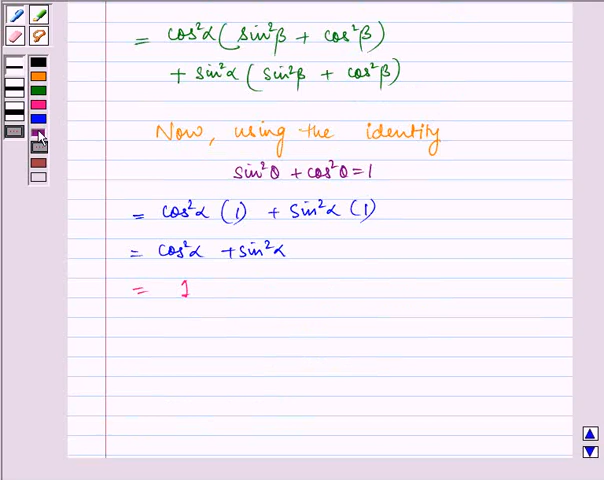 = cos²α ( sin²β + cos²β )
+ sin²α ( sin²β + cos²β )
Now, using the identity
sin²θ + cos²θ = 1
= cos²α (1) + sin²α (1)
= cos²α + sin²α
= 1